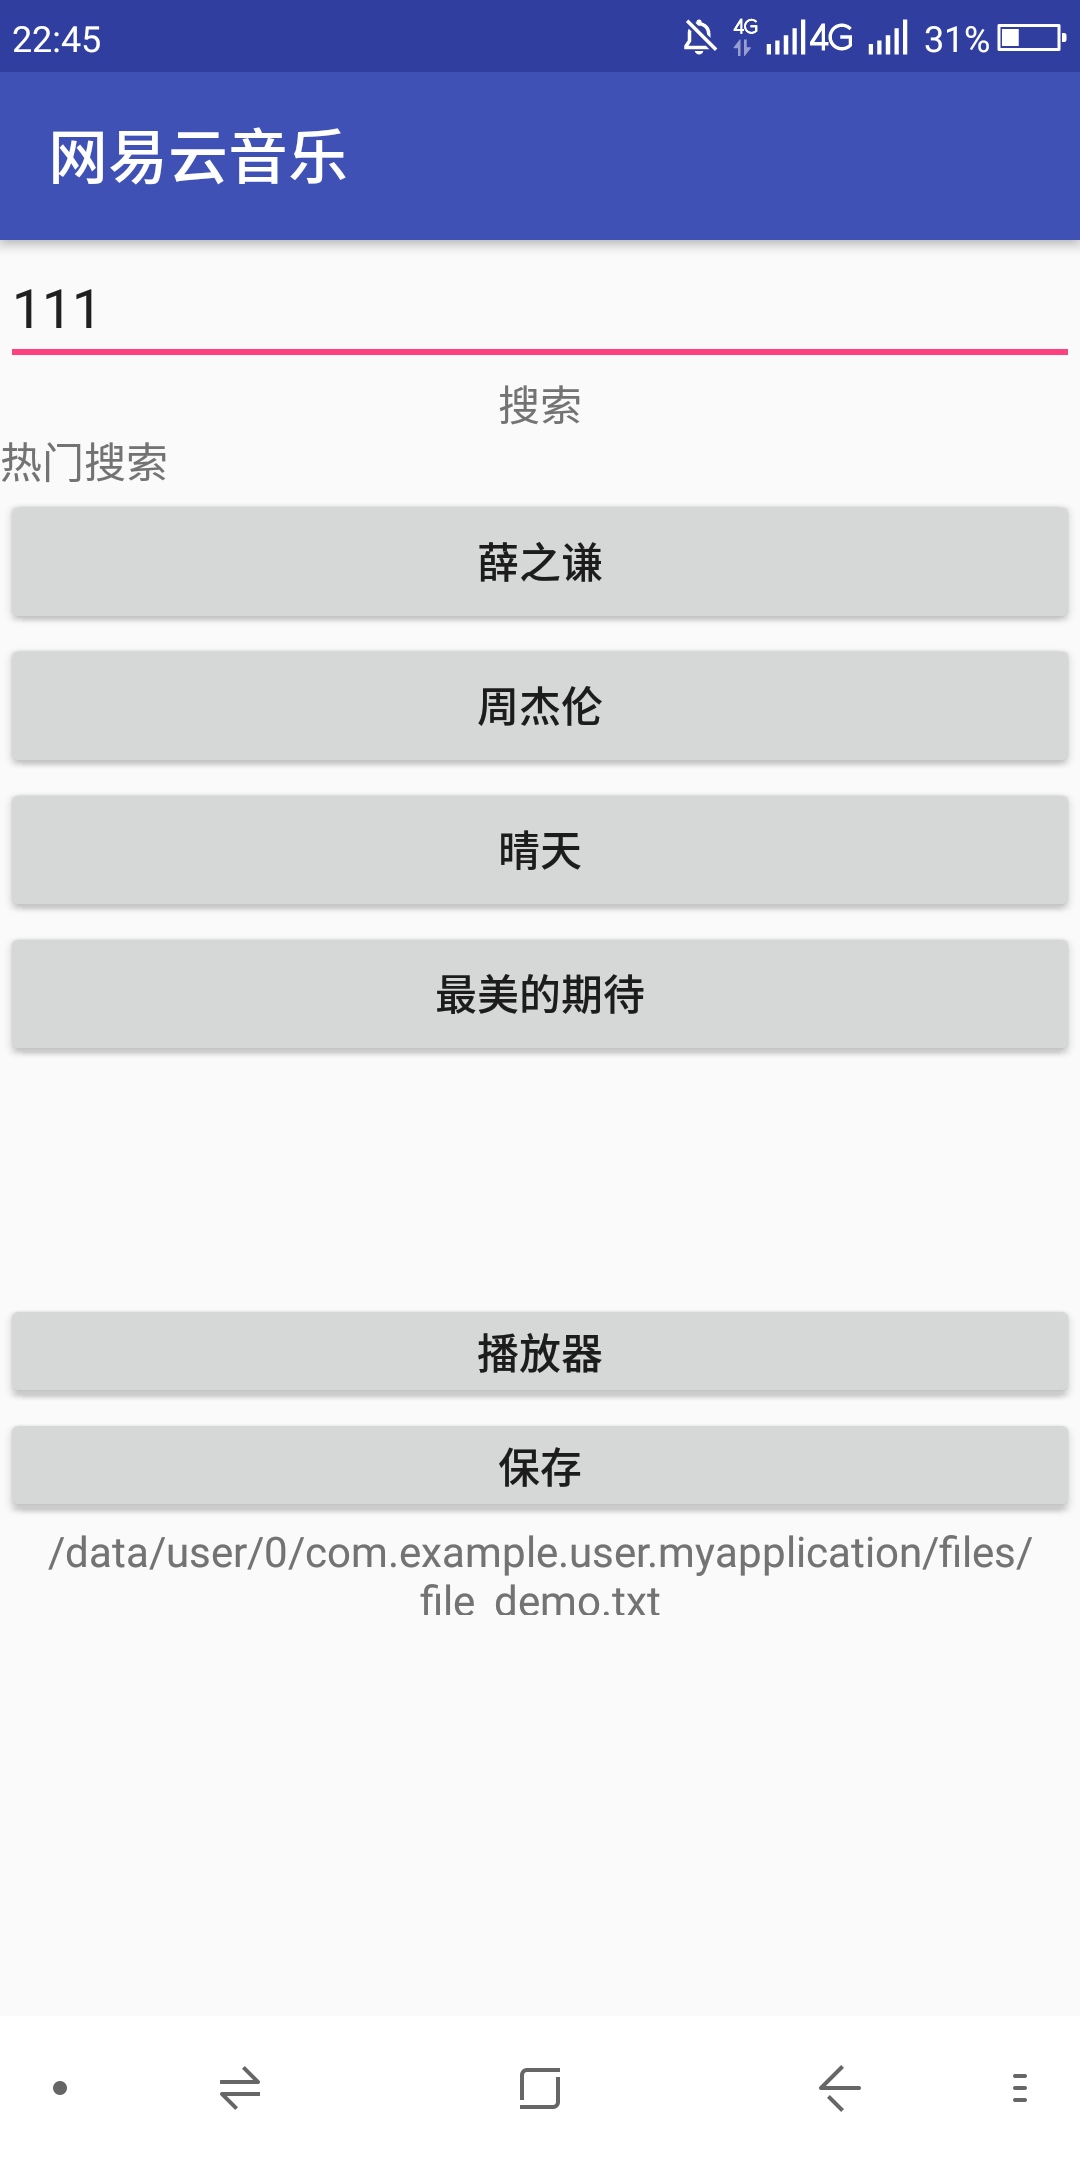 22:45 4G 4G 31%
网易云音乐
111
搜索
热门搜索
薛之谦
周杰伦
晴天
最美的期待
播放器
保存
/data/user/0/com.example.user.myapplication/files/
file_demo.txt